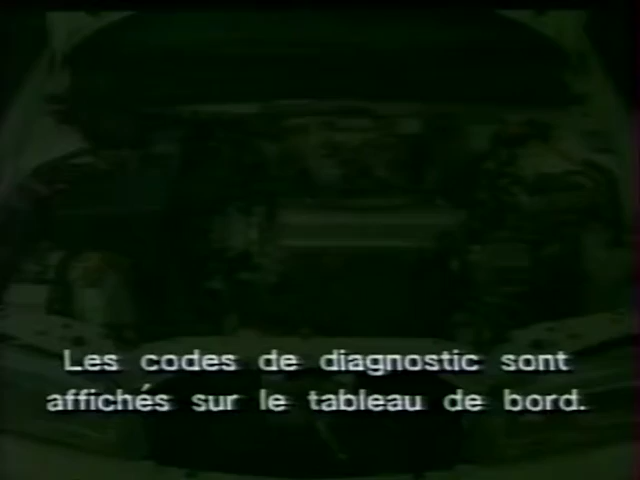 Les codes de diagnostic sont
affichés sur le tableau de bord.